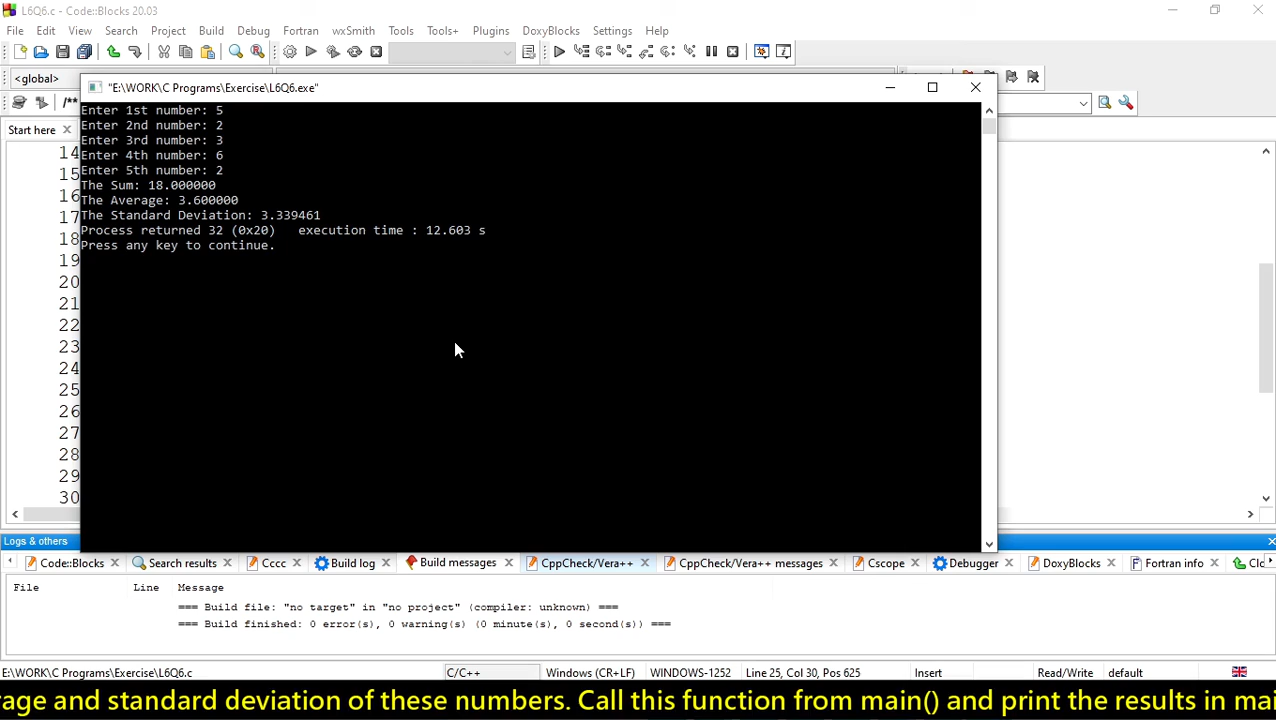 L6Q6.c - Code::Blocks 20.03
File Edit View Search Project Build Debug Fortran wxSmith Tools Tools+ Plugins DoxyBlocks Settings Help
<global>
"E:\WORK\C Programs\Exercise\L6Q6.exe"
/**
Start here
Enter 1st number: 5
Enter 2nd number: 2
Enter 3rd number: 3
Enter 4th number: 6
Enter 5th number: 2
The Sum: 18.000000
The Average: 3.600000
The Standard Deviation: 3.339461
Process returned 32 (0x20)   execution time : 12.603 s
Press any key to continue.
14
15
16
17
18
19
20
21
22
23
24
25
26
27
28
29
30
Logs & others
Code::Blocks Search results Cccc Build log Build messages CppCheck/Vera++ CppCheck/Vera++ messages Cscope Debugger DoxyBlocks Fortran info Clo
File Line Message
=== Build file: "no target" in "no project" (compiler: unknown) ===
=== Build finished: 0 error(s), 0 warning(s) (0 minute(s), 0 second(s)) ===
E:\WORK\C Programs\Exercise\L6Q6.c C/C++ Windows (CR+LF) WINDOWS-1252 Line 25, Col 30, Pos 625 Insert Read/Write default
rage and standard deviation of these numbers. Call this function from main() and print the results in mai